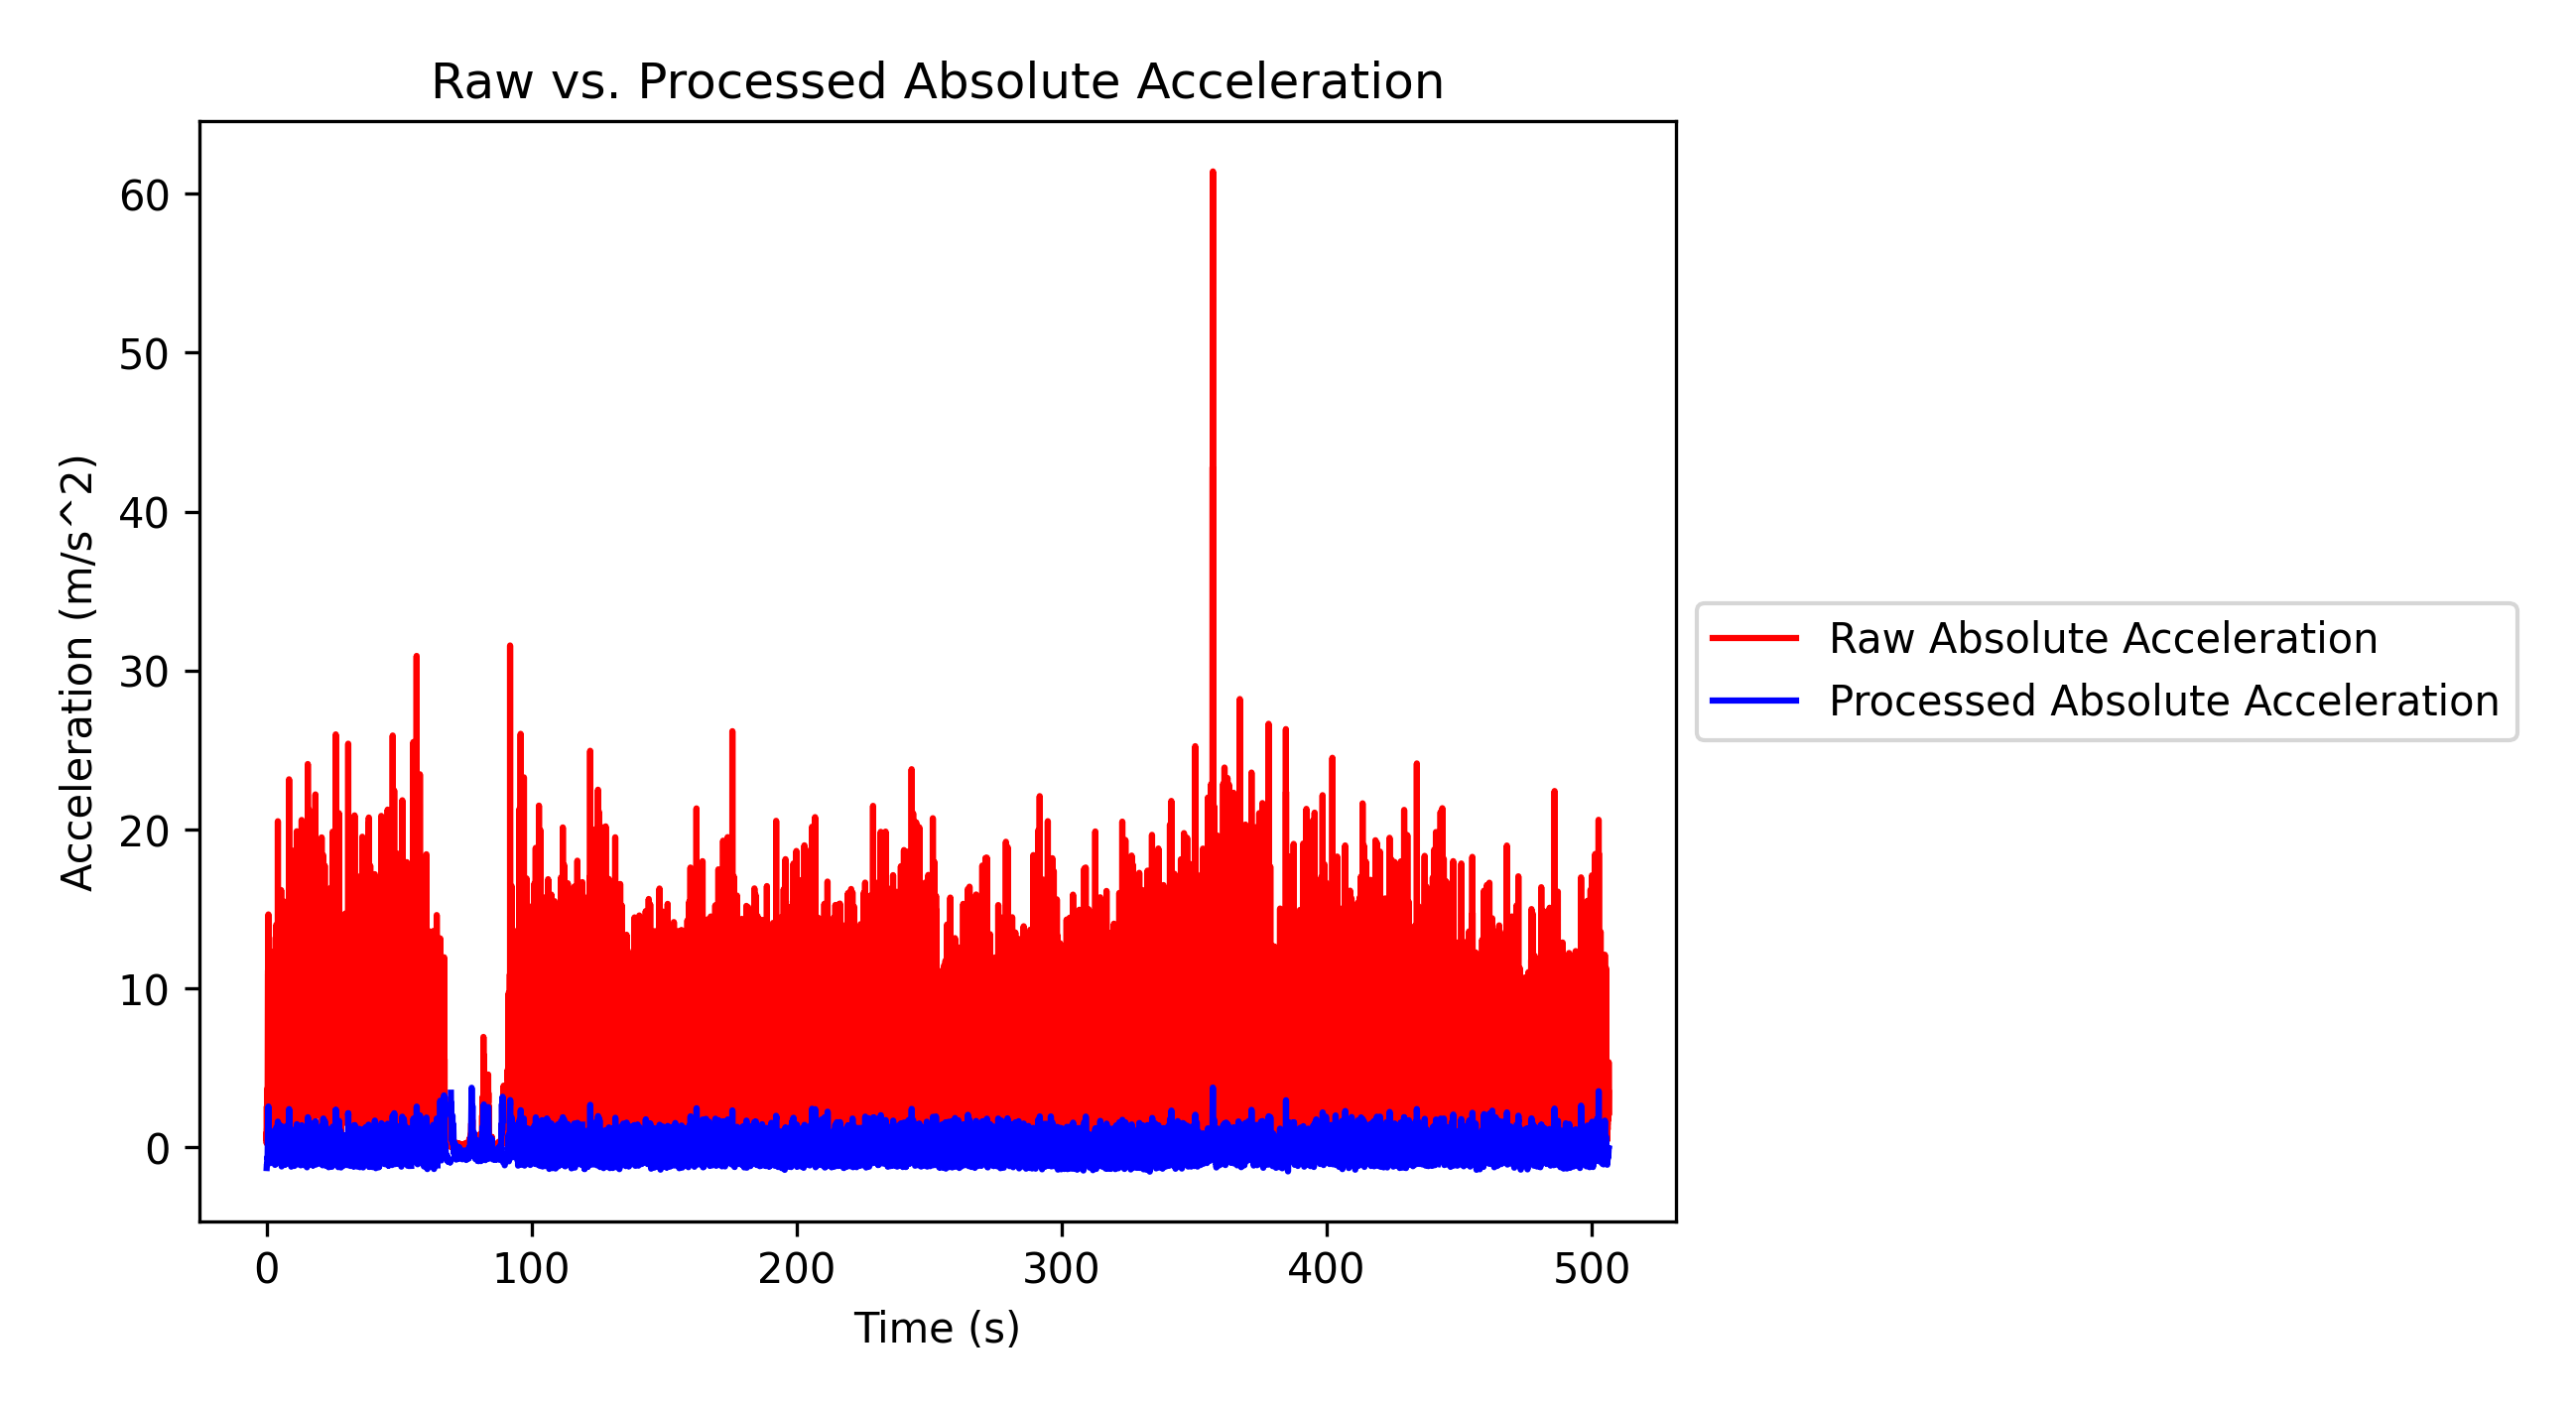 Raw vs. Processed Absolute Acceleration
60
50
40
30
20
10
0
Acceleration (m/s^2)
0 100 200 300 400 500
Time (s)
Raw Absolute Acceleration
Processed Absolute Acceleration